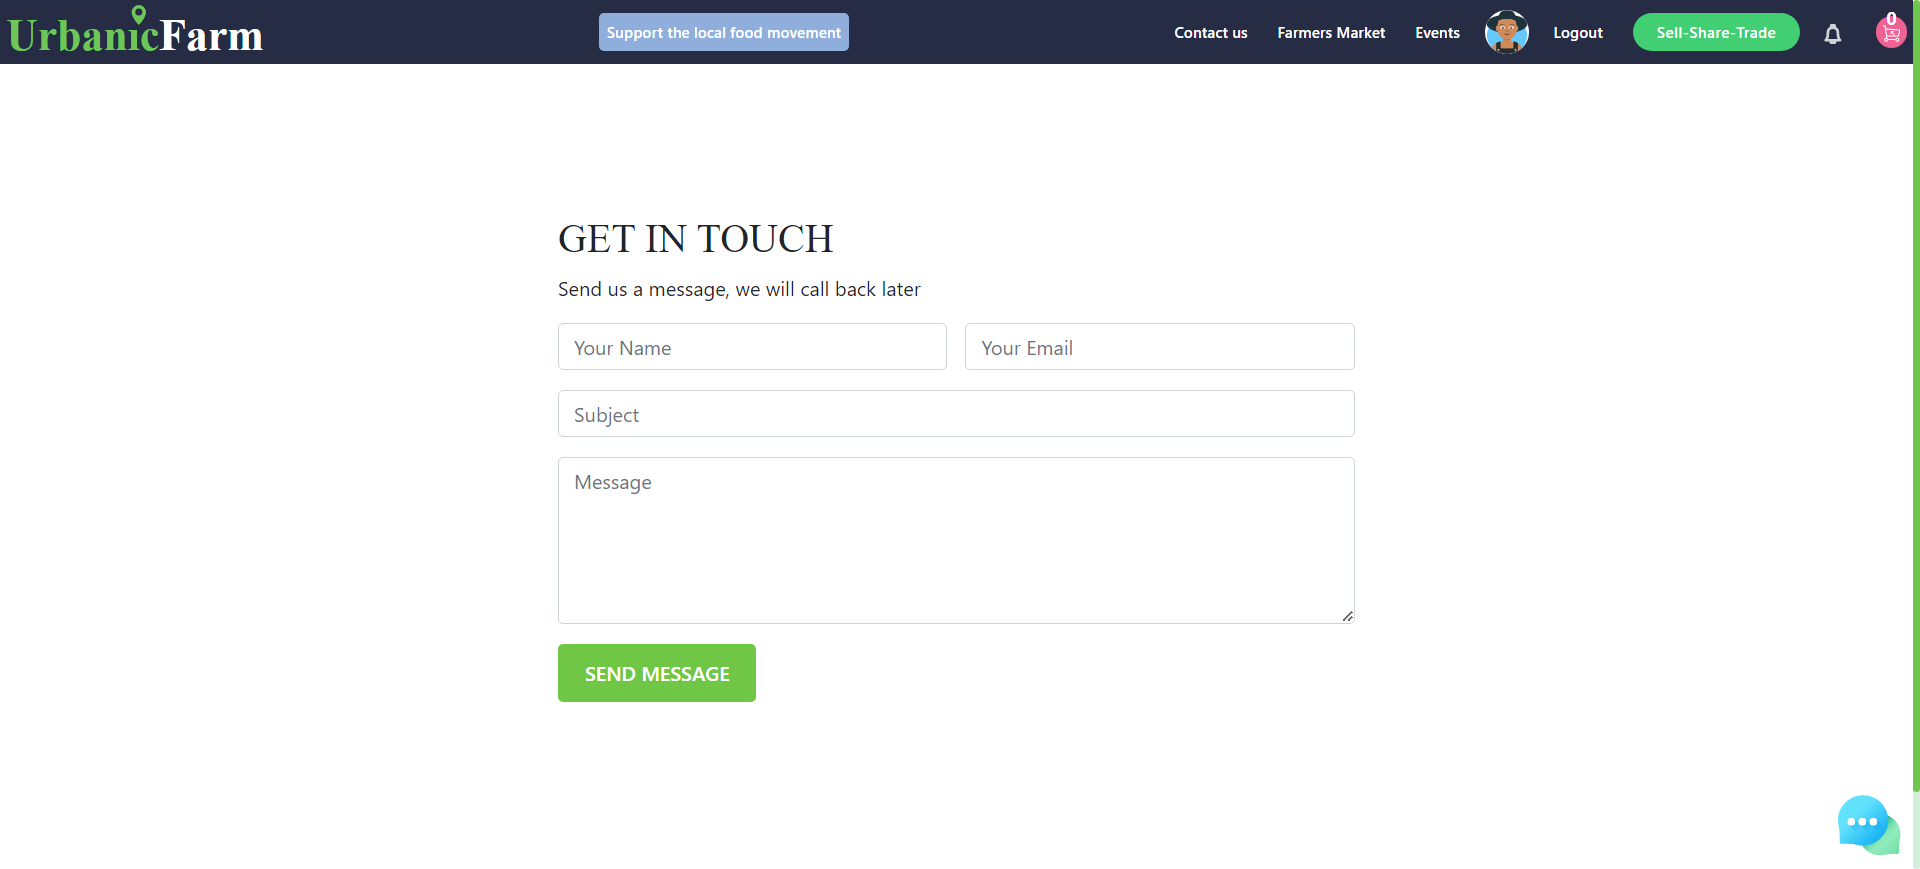 UrbanicFarm
Support the local food movement
Contact us
Farmers Market
Events
Logout
Sell-Share-Trade
0
GET IN TOUCH
Send us a message, we will call back later
Your Name
Your Email
Subject
Message
SEND MESSAGE